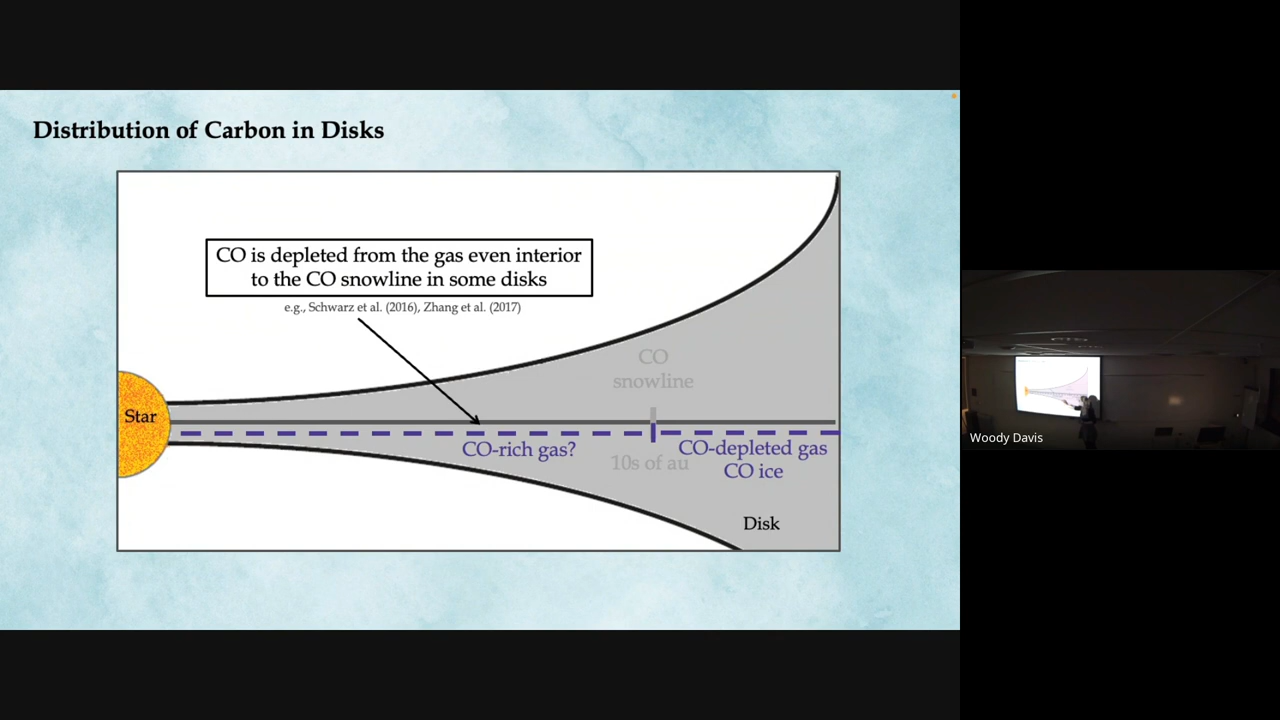 Distribution of Carbon in Disks
CO is depleted from the gas even interior
to the CO snowline in some disks
e.g., Schwarz et al. (2016), Zhang et al. (2017)
CO
snowline
Star
CO-rich gas?
10s of au
CO-depleted gas
CO ice
Disk
Woody Davis